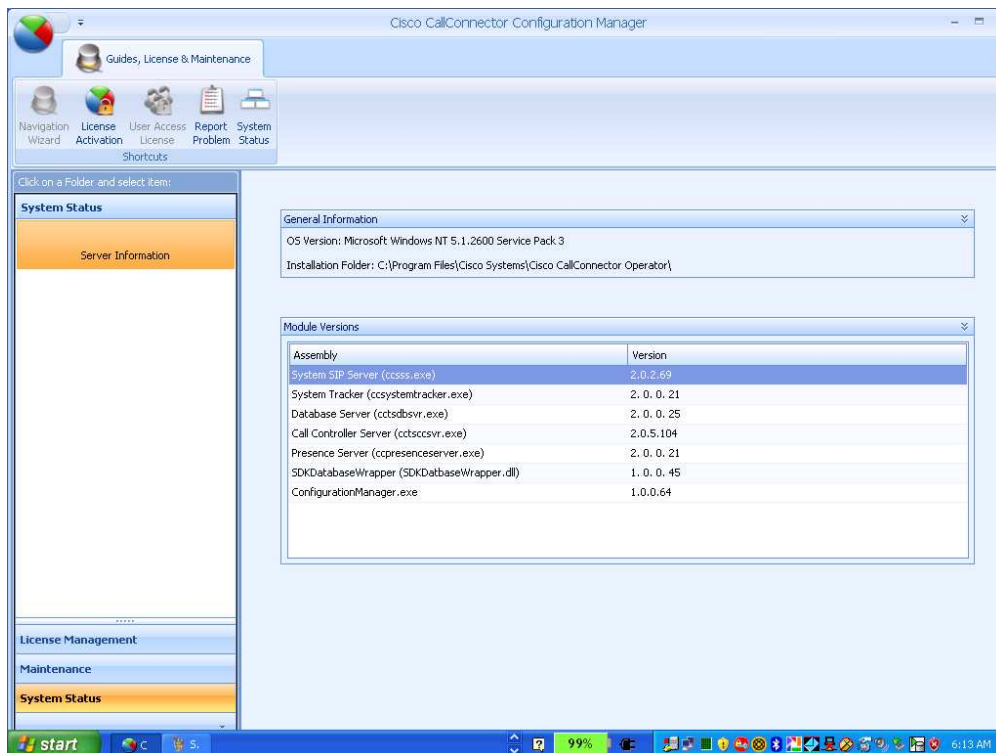 Cisco CallConnector Configuration Manager
Guides, License & Maintenance
Navigation Wizard
License Activation
User Access License
Report Problem
System Status
Shortcuts
Click on a Folder and select item:
System Status
Server Information
General Information
OS Version: Microsoft Windows NT 5.1.2600 Service Pack 3
Installation Folder: C:\Program Files\Cisco Systems\Cisco CallConnector Operator\
Module Versions
Assembly Version
System SIP Server (ccsss.exe) 2.0.2.69
System Tracker (ccsystemtracker.exe) 2. 0. 0. 21
Database Server (cctsdbsvr.exe) 2. 0. 0. 25
Call Controller Server (cctsccsvr.exe) 2.0.5.104
Presence Server (ccpresenceserver.exe) 2. 0. 0. 21
SDKDatabaseWrapper (SDKDatbaseWrapper.dll) 1. 0. 0. 45
ConfigurationManager.exe 1.0.0.64
License Management
Maintenance
System Status
start C S. 99% 6:13 AM